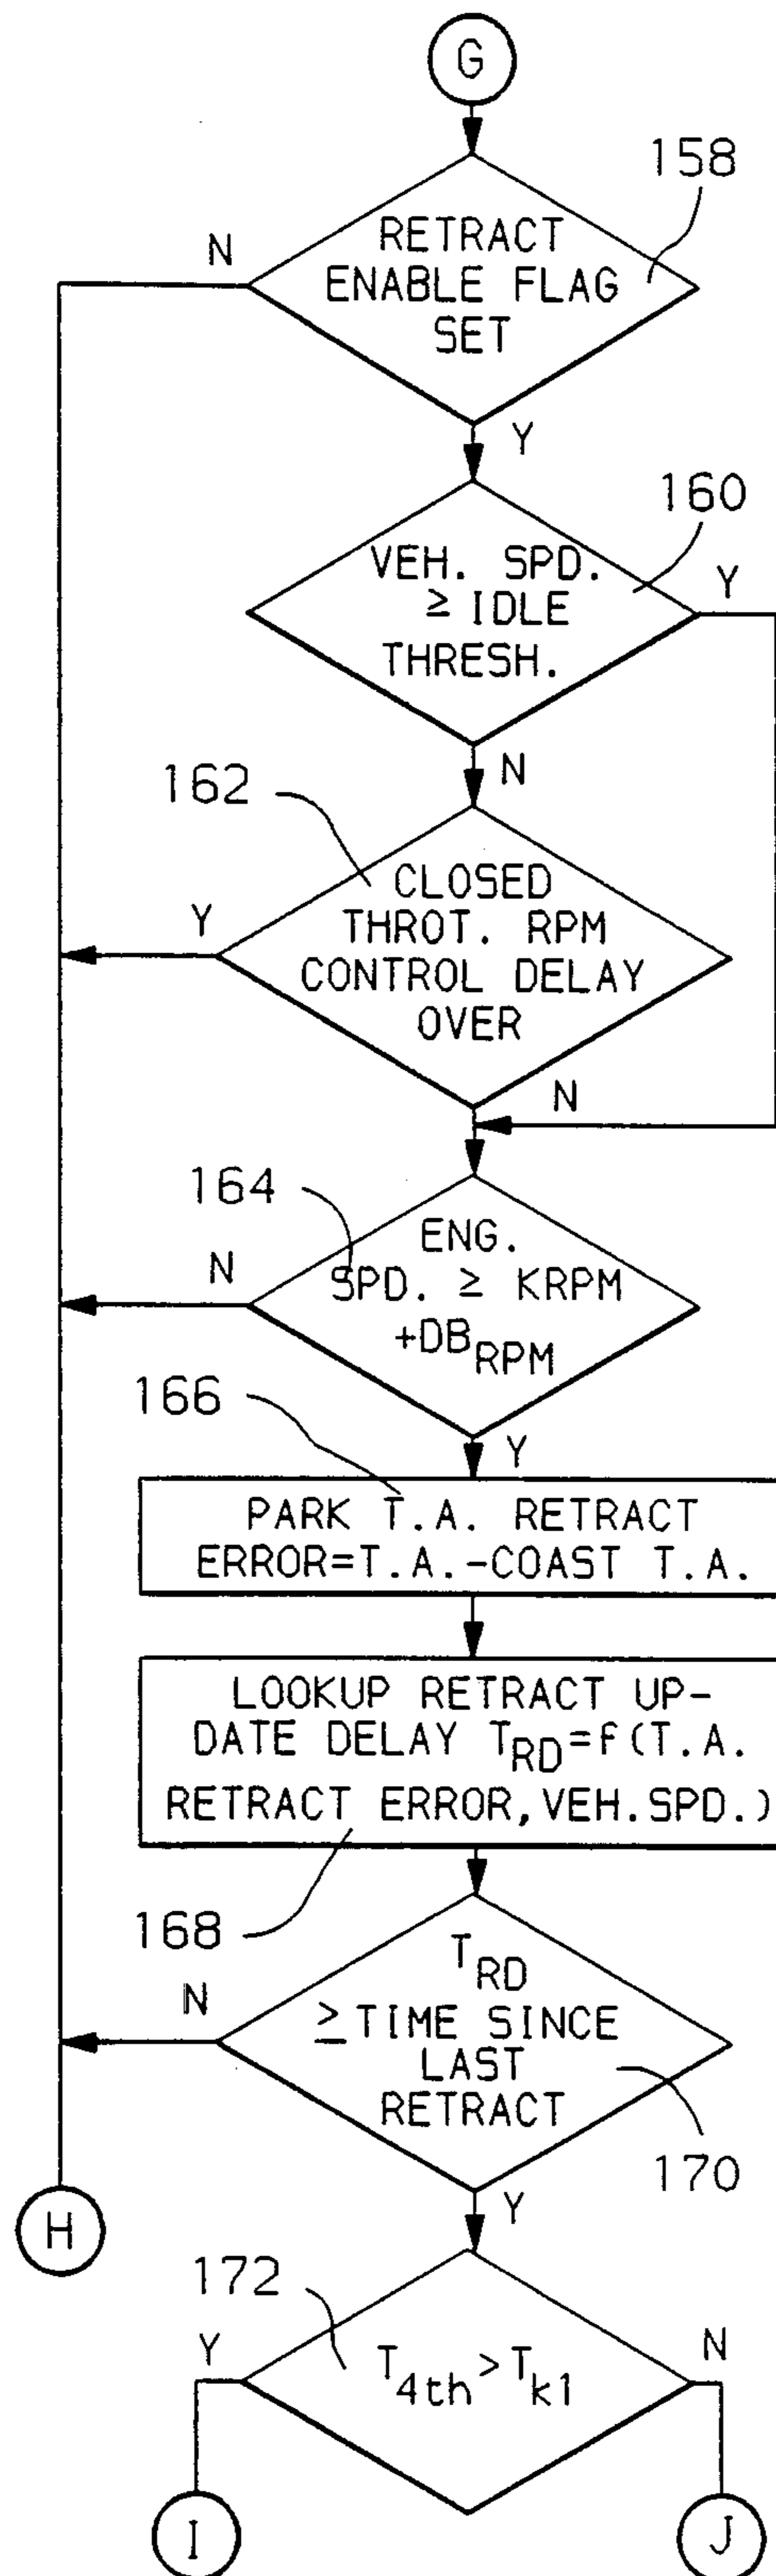 G
158
N
RETRACT
ENABLE FLAG
SET
Y
160
VEH. SPD.
≥ IDLE
THRESH.
Y
N
162
CLOSED
THROT. RPM
CONTROL DELAY
OVER
Y
N
164
ENG.
SPD. ≥ KRPM
+DBRPM
N
166
Y
PARK T.A. RETRACT
ERROR=T.A.-COAST T.A.
LOOKUP RETRACT UP-
DATE DELAY TRD=f(T.A.
RETRACT ERROR,VEH.SPD.)
168
N
TRD
≥TIME SINCE
LAST
RETRACT
170
Y
H
172
Y
T4th>Tk1
N
I
J